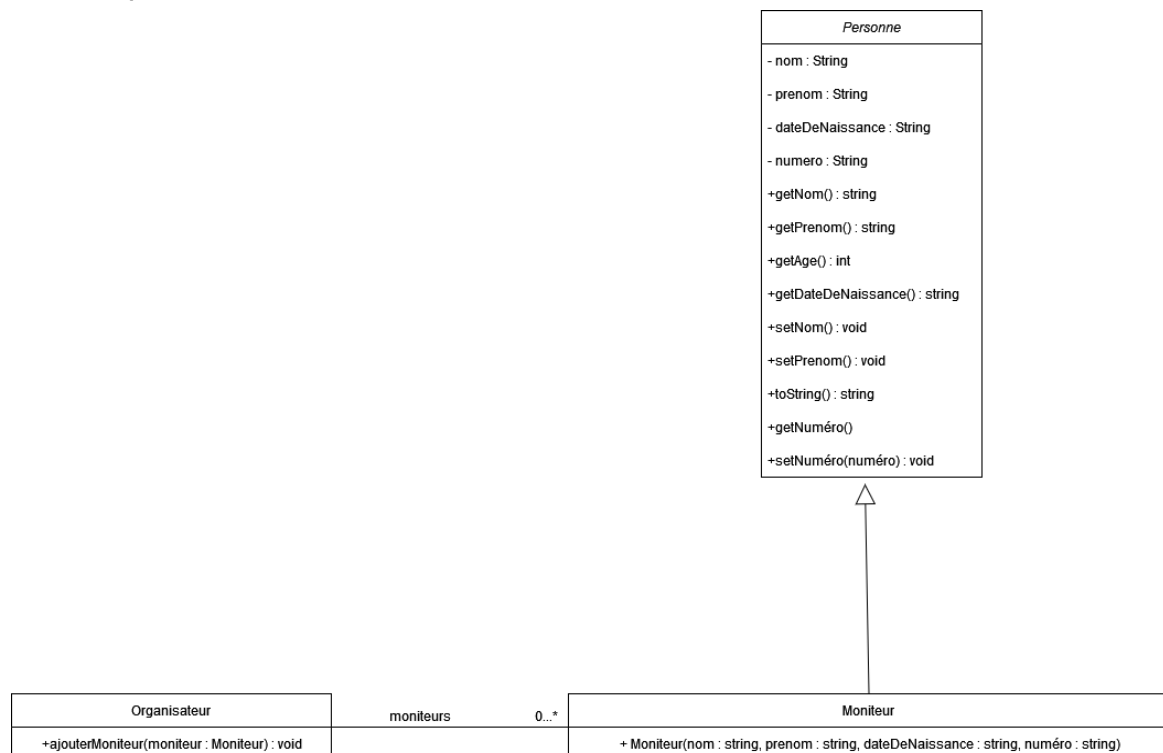 Personne
- nom : String
- prenom : String
- dateDeNaissance : String
- numero : String
+getNom() : string
+getPrenom() : string
+getAge() : int
+getDateDeNaissance() : string
+setNom() : void
+setPrenom() : void
+toString() : string
+getNuméro()
+setNuméro(numéro) : void
Organisateur
+ajouterMoniteur(moniteur : Moniteur) : void
moniteurs
0...*
Moniteur
+ Moniteur(nom : string, prenom : string, dateDeNaissance : string, numéro : string)